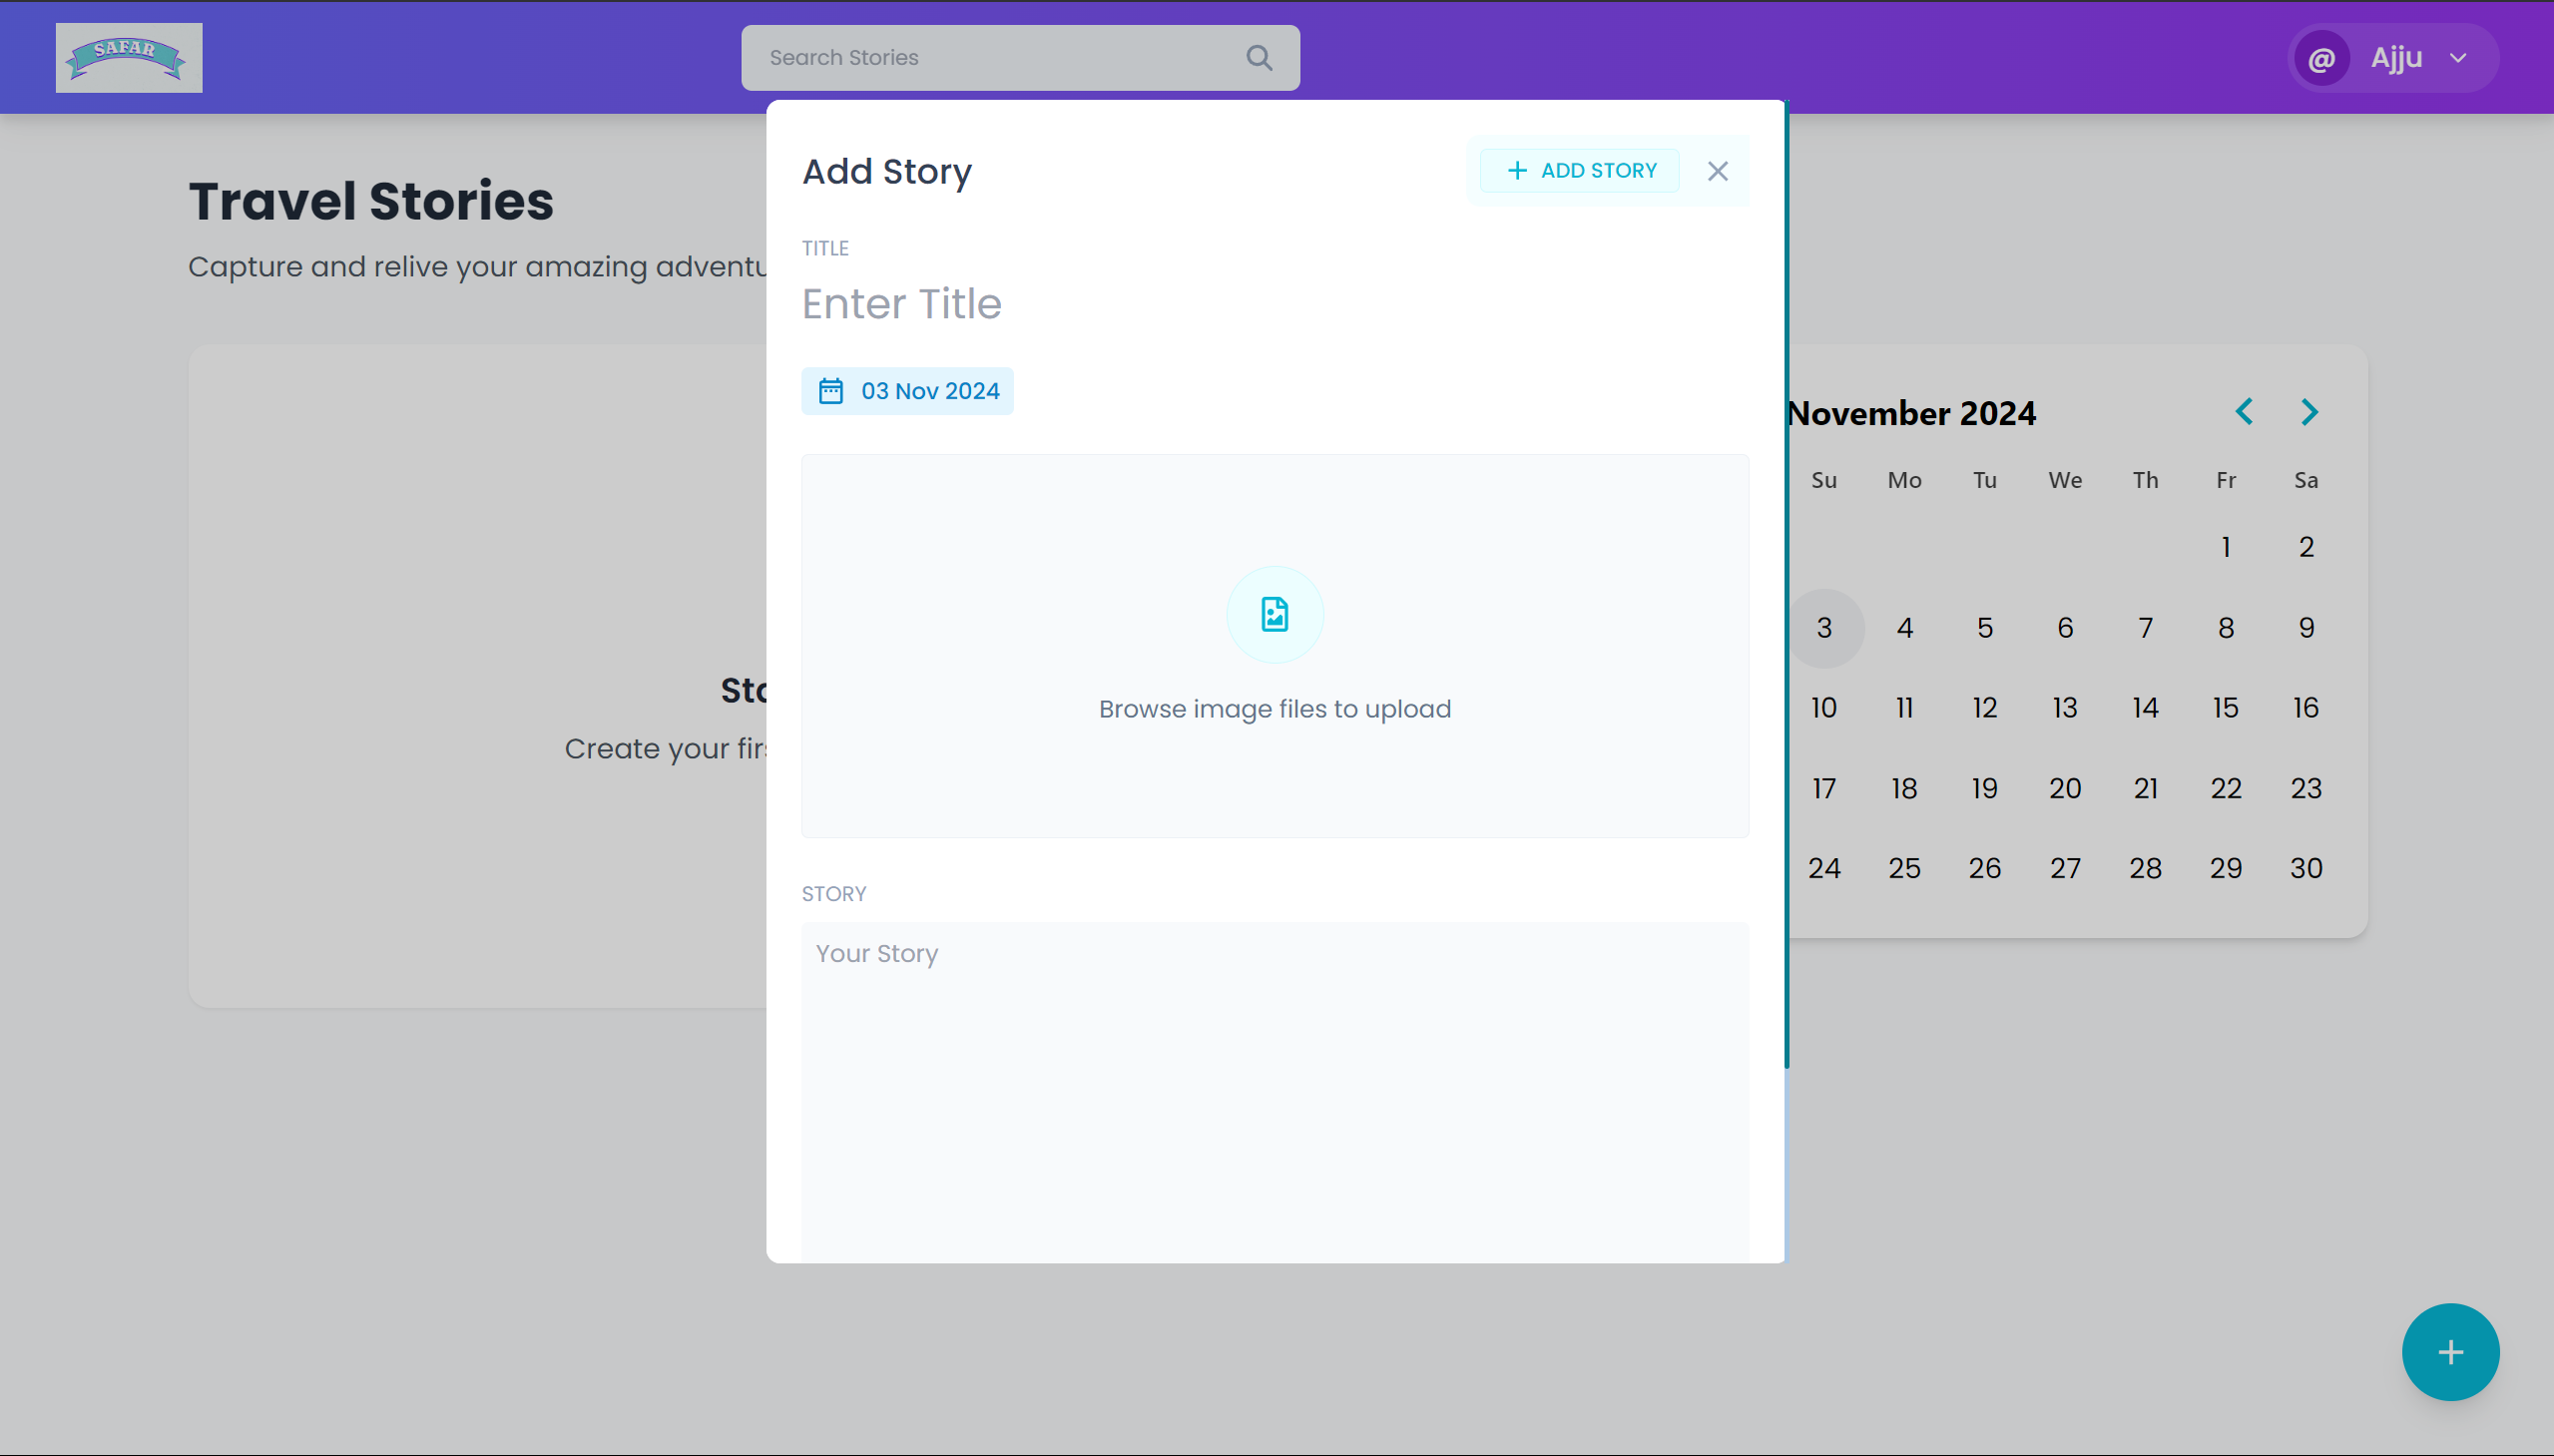 SAFAR
Search Stories
@ Ajju
Travel Stories
Capture and relive your amazing
Add Story
+ ADD STORY
TITLE
Enter Title
03 Nov 2024
Browse image files to upload
STORY
Your Story
Create your
November 2024
Su Mo Tu We Th Fr Sa
1 2
3 4 5 6 7 8 9
10 11 12 13 14 15 16
17 18 19 20 21 22 23
24 25 26 27 28 29 30
+